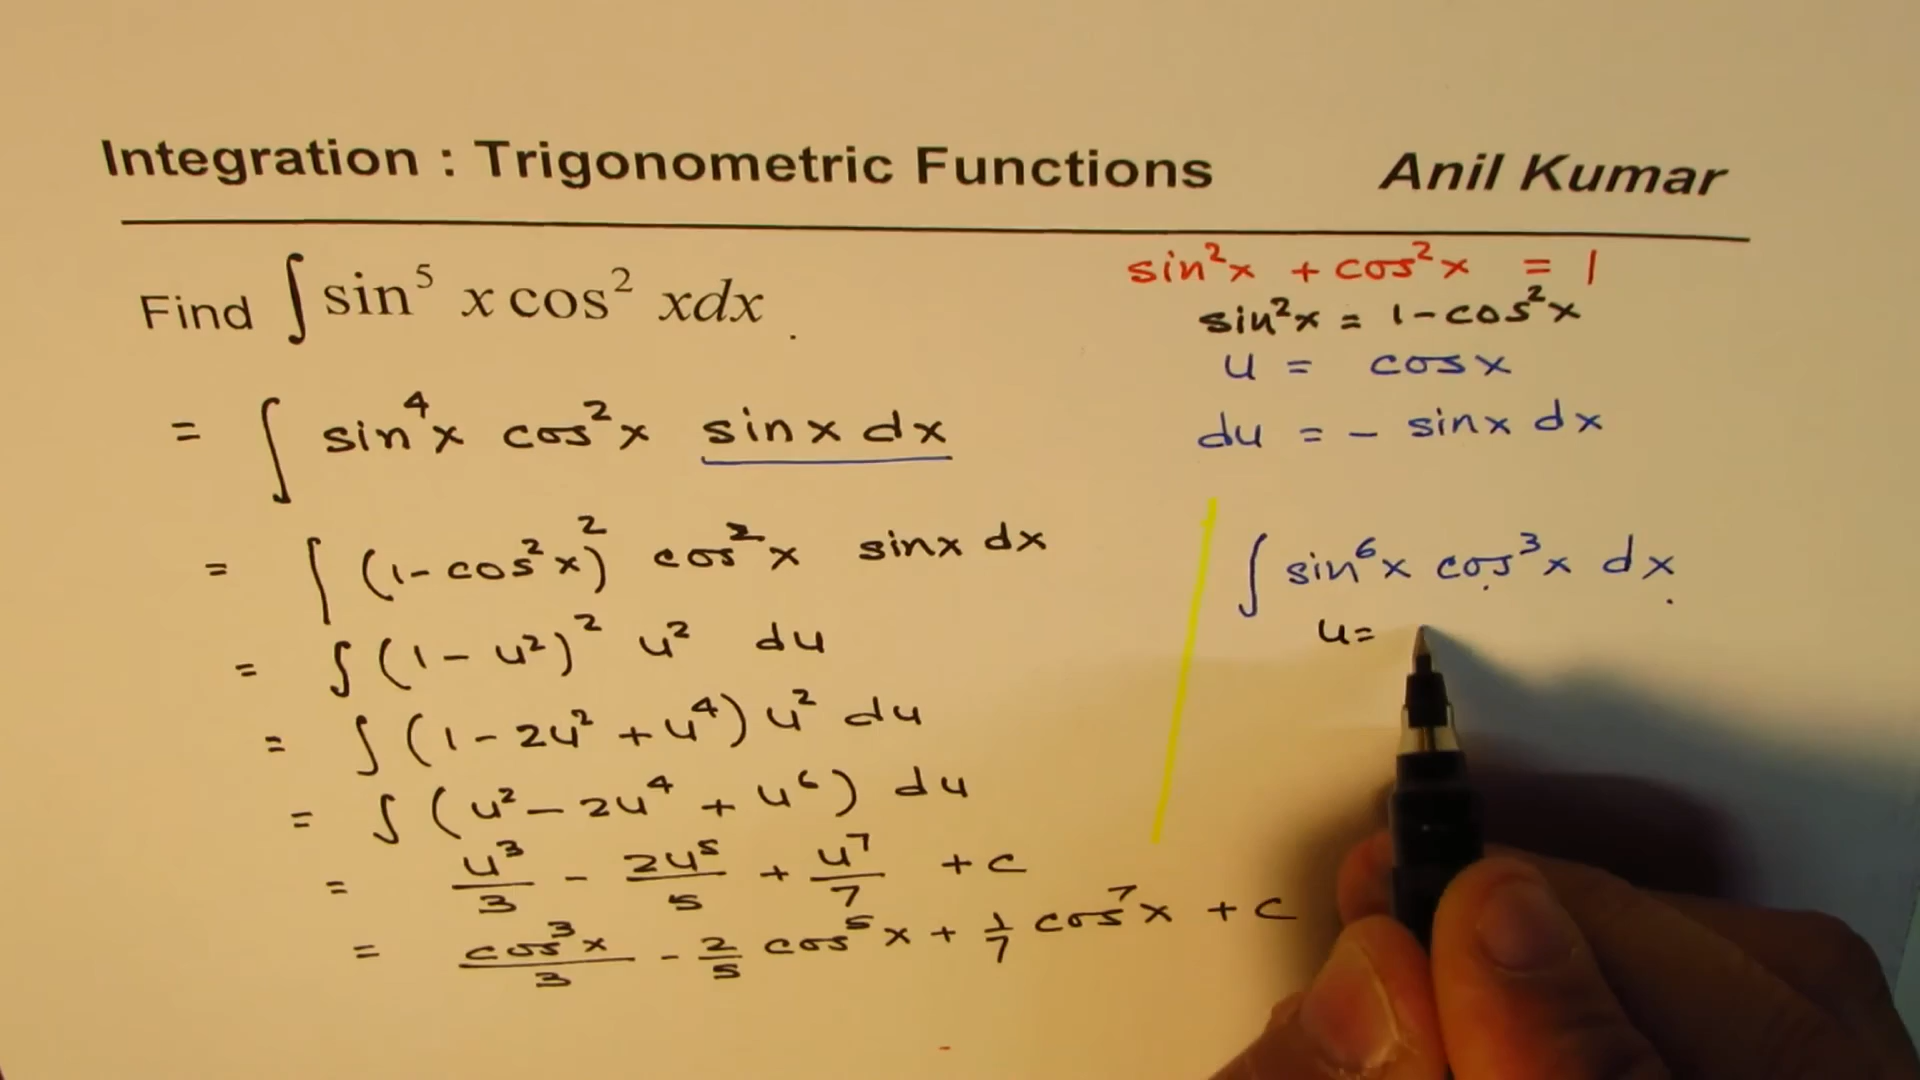 Integration : Trigonometric Functions Anil Kumar
Find ∫ sin⁵ x cos² xdx .
= ∫ sin⁴x cos²x sinx dx
= ∫ (1-cos²x)² cos²x sinx dx
= ∫ (1-u²)² u² du
= ∫ (1-2u²+u⁴) u² du
= ∫ (u²-2u⁴+u⁶) du
= u³/3 - 2u⁵/5 + u⁷/7 + c
= cos³x/3 - 2/5 cos⁵x + 1/7 cos⁷x + c
sin²x + cos²x = 1
sin²x = 1-cos²x
u = cosx
du = - sinx dx
∫ sin⁶x cos³x dx
u=